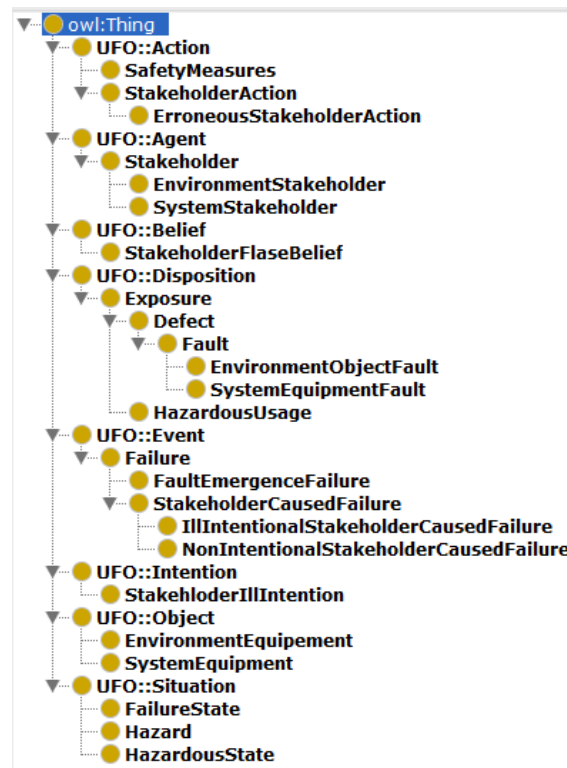 owl:Thing
UFO::Action
SafetyMeasures
StakeholderAction
ErroneousStakeholderAction
UFO::Agent
Stakeholder
EnvironmentStakeholder
SystemStakeholder
UFO::Belief
StakeholderFlaseBelief
UFO::Disposition
Exposure
Defect
Fault
EnvironmentObjectFault
SystemEquipmentFault
HazardousUsage
UFO::Event
Failure
FaultEmergenceFailure
StakeholderCausedFailure
IllIntentionalStakeholderCausedFailure
NonIntentionalStakeholderCausedFailure
UFO::Intention
StakehloderIllIntention
UFO::Object
EnvironmentEquipement
SystemEquipment
UFO::Situation
FailureState
Hazard
HazardousState